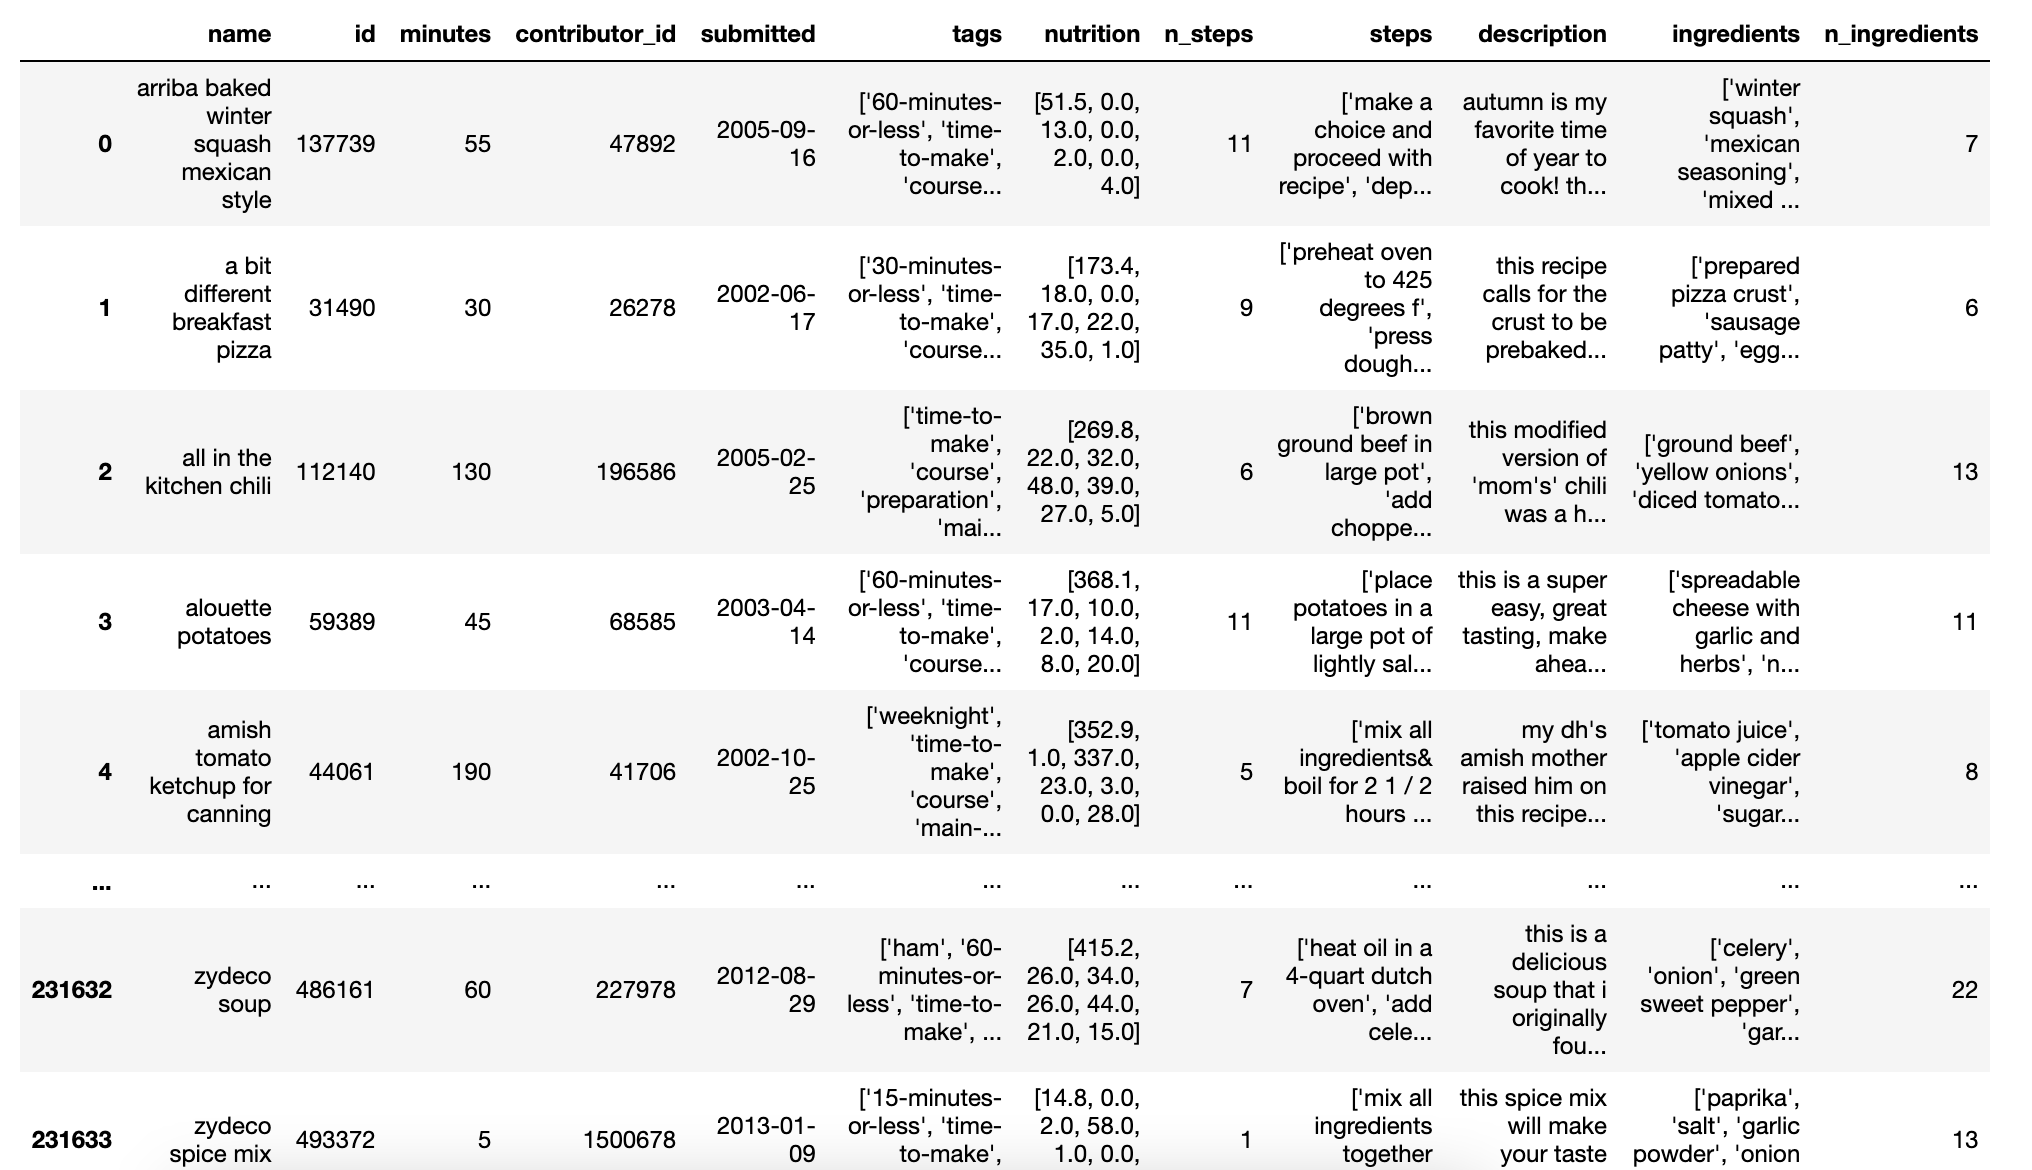 name id minutes contributor_id submitted tags nutrition n_steps steps description ingredients n_ingredients
0
arriba baked
winter
squash
mexican
style
137739
55
47892
2005-09-
16
['60-minutes-
or-less', 'time-
to-make',
'course...
[51.5, 0.0,
13.0, 0.0,
2.0, 0.0,
4.0]
11
['make a
choice and
proceed with
recipe', 'dep...
autumn is my
favorite time
of year to
cook! th...
['winter
squash',
'mexican
seasoning',
'mixed ...
7
1
a bit
different
breakfast
pizza
31490
30
26278
2002-06-
17
['30-minutes-
or-less', 'time-
to-make',
'course...
[173.4,
18.0, 0.0,
17.0, 22.0,
35.0, 1.0]
9
['preheat oven
to 425
degrees f',
'press
dough...
this recipe
calls for the
crust to be
prebaked...
['prepared
pizza crust',
'sausage
patty', 'egg...
6
2
all in the
kitchen chili
112140
130
196586
2005-02-
25
['time-to-
make',
'course',
'preparation',
'mai...
[269.8,
22.0, 32.0,
48.0, 39.0,
27.0, 5.0]
6
['brown
ground beef in
large pot',
'add
choppe...
this modified
version of
'mom's' chili
was a h...
['ground beef',
'yellow onions',
'diced tomato...
13
3
alouette
potatoes
59389
45
68585
2003-04-
14
['60-minutes-
or-less', 'time-
to-make',
'course...
[368.1,
17.0, 10.0,
2.0, 14.0,
8.0, 20.0]
11
['place
potatoes in a
large pot of
lightly sal...
this is a super
easy, great
tasting, make
ahea...
['spreadable
cheese with
garlic and
herbs', 'n...
11
4
amish
tomato
ketchup for
canning
44061
190
41706
2002-10-
25
['weeknight',
'time-to-
make',
'course',
'main-...
[352.9,
1.0, 337.0,
23.0, 3.0,
0.0, 28.0]
5
['mix all
ingredients&
boil for 2 1 / 2
hours ...
my dh's
amish mother
raised him on
this recipe...
['tomato juice',
'apple cider
vinegar',
'sugar...
8
... ... ... ... ... ... ... ... ... ... ... ... ...
231632
zydeco
soup
486161
60
227978
2012-08-
29
['ham', '60-
minutes-or-
less', 'time-to-
make', ...
[415.2,
26.0, 34.0,
26.0, 44.0,
21.0, 15.0]
7
['heat oil in a
4-quart dutch
oven', 'add
cele...
this is a
delicious
soup that i
originally
fou...
['celery',
'onion', 'green
sweet pepper',
'gar...
22
231633
zydeco
spice mix
493372
5
1500678
2013-01-
09
['15-minutes-
or-less', 'time-
to-make',
[14.8, 0.0,
2.0, 58.0,
1.0, 0.0,
1
['mix all
ingredients
together
this spice mix
will make
your taste
['paprika',
'salt', 'garlic
powder', 'onion
13